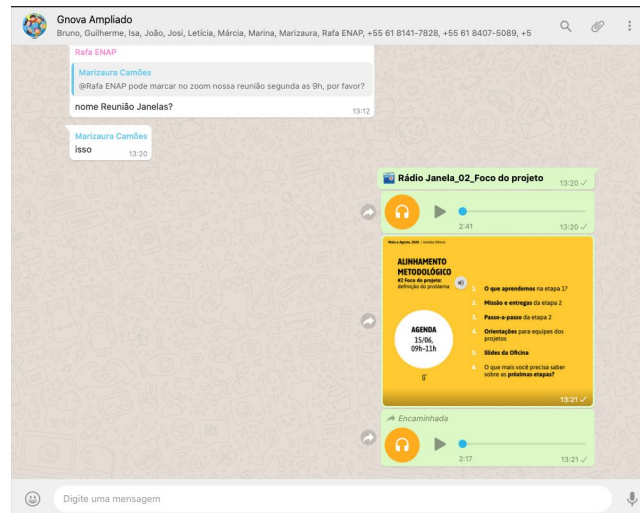 Gnova Ampliado
Bruno, Guilherme, Isa, João, Josi, Letícia, Márcia, Marina, Marizaura, Rafa ENAP, +55 61 8141-7828, +55 61 8407-5089, +5
Rafa ENAP
Marizaura Camões
@Rafa ENAP pode marcar no zoom nossa reunião segunda as 9h, por favor?
nome Reunião Janelas?
13:12
Marizaura Camões
isso
13:20
Rádio Janela_02_Foco do projeto
13:20
2:41
13:20
ALINHAMENTO
METODOLÓGICO
#2 Foco do projeto:
definição do problema
AGENDA
15/06,
09h-11h
1. O que aprendemos na etapa 1?
2. Missão e entregas da etapa 2
3. Passo-a-passo da etapa 2
4. Orientações para equipes dos
projetos
5. Slides da Oficina
6. O que mais você precisa saber
sobre as próximas etapas?
13:21
Encaminhada
2:17
13:21
Digite uma mensagem